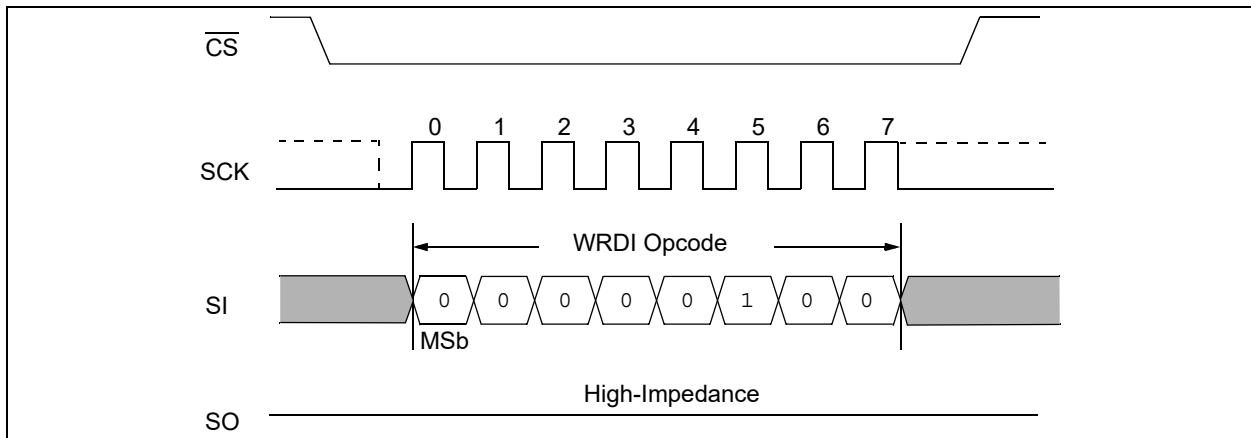 CS
0 1 2 3 4 5 6 7
SCK
WRDI Opcode
SI
0 0 0 0 0 1 0 0
MSb
High-Impedance
SO